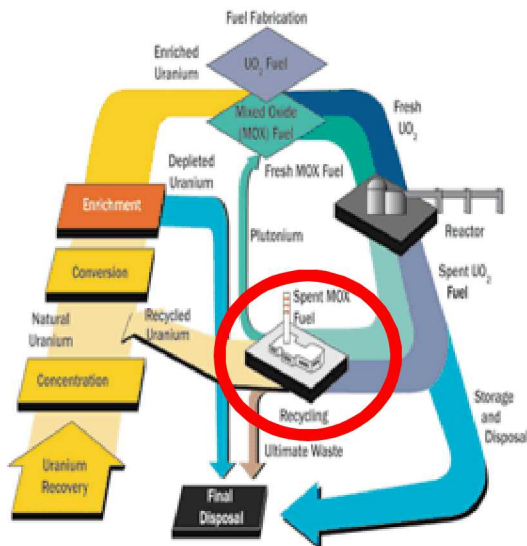 Fuel Fabrication
Enriched
Uranium
UO2 Fuel
Mixed Oxide
(MOX) Fuel
Fresh
UO2
Depleted
Uranium
Fresh MOX Fuel
Enrichment
Plutonium
Reactor
Conversion
Spent UO2
Fuel
Spent MOX
Fuel
Natural
Uranium
Recycled
Uranium
Concentration
Recycling
Storage
and
Disposal
Ultimate Waste
Uranium
Recovery
Final
Disposal